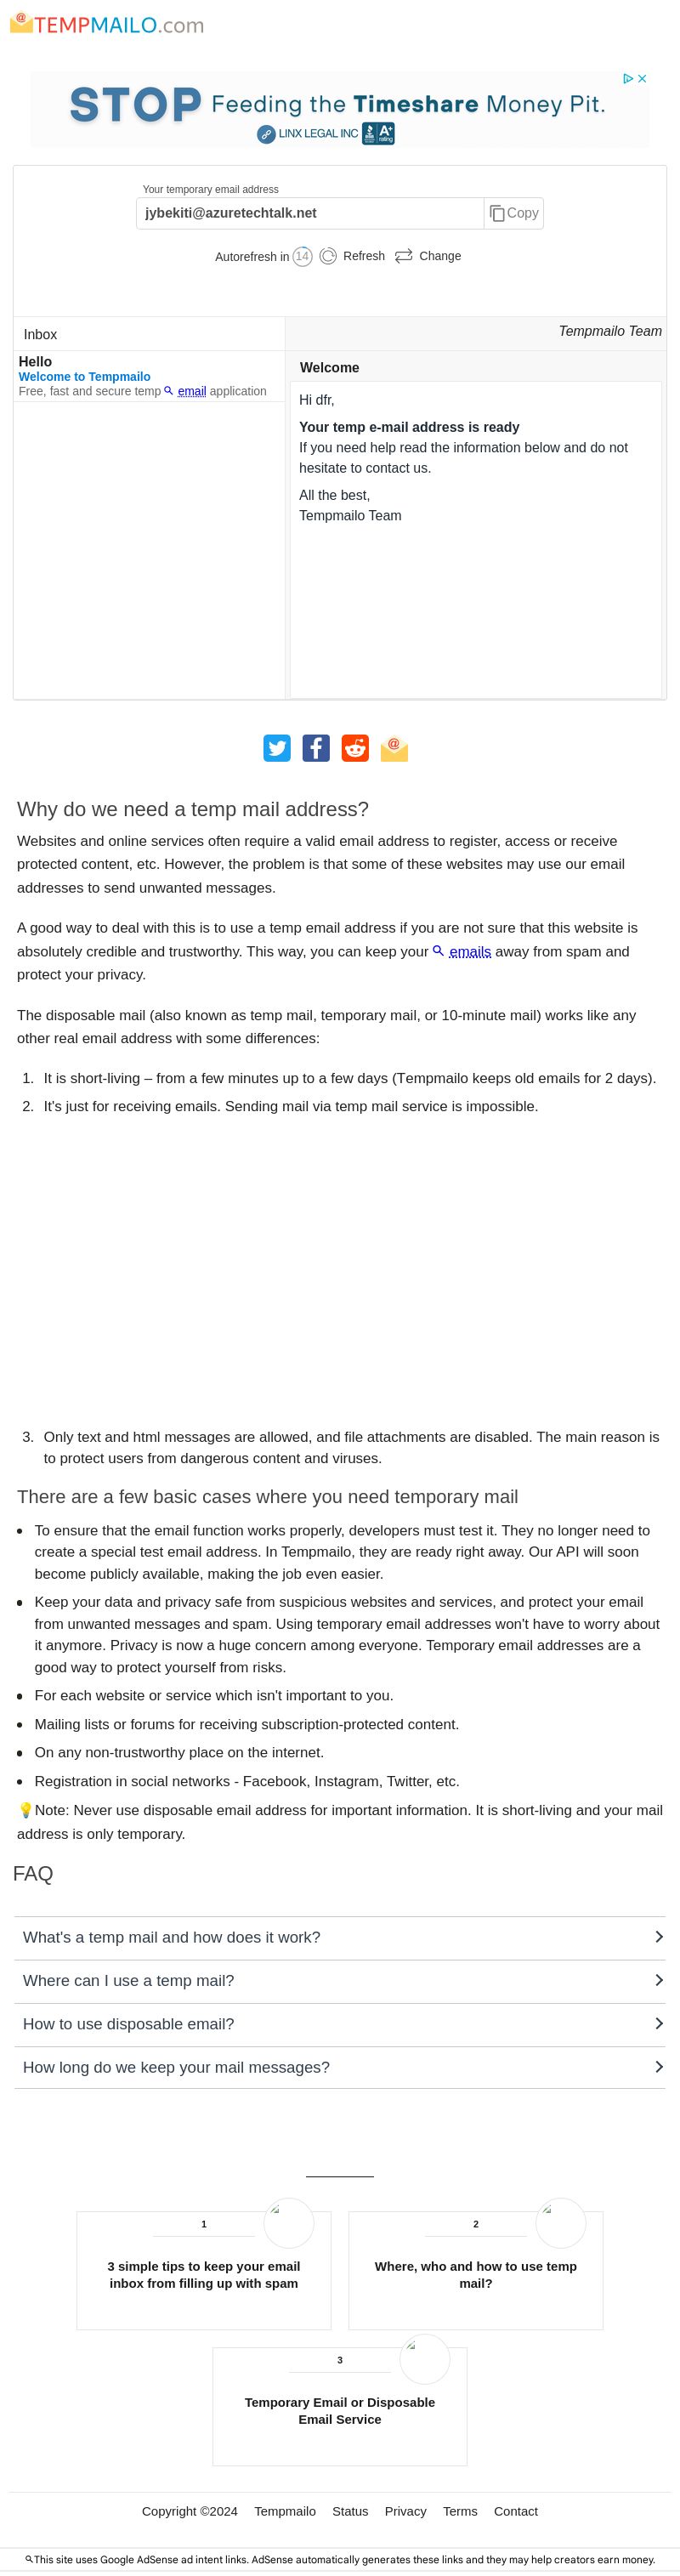 TEMPMAILO.com
STOP Feeding the Timeshare Money Pit.
LINX LEGAL INC BBB A+ rating
Your temporary email address
jybekiti@azuretechtalk.net Copy
Autorefresh in 14 Refresh Change
Inbox
Tempmailo Team
Hello
Welcome to Tempmailo
Free, fast and secure temp email application
Welcome
Hi dfr,
Your temp e-mail address is ready
If you need help read the information below and do not
hesitate to contact us.
All the best,
Tempmailo Team
Why do we need a temp mail address?
Websites and online services often require a valid email address to register, access or receive
protected content, etc. However, the problem is that some of these websites may use our email
addresses to send unwanted messages.
A good way to deal with this is to use a temp email address if you are not sure that this website is
absolutely credible and trustworthy. This way, you can keep your emails away from spam and
protect your privacy.
The disposable mail (also known as temp mail, temporary mail, or 10-minute mail) works like any
other real email address with some differences:
1. It is short-living – from a few minutes up to a few days (Tempmailo keeps old emails for 2 days).
2. It's just for receiving emails. Sending mail via temp mail service is impossible.
3. Only text and html messages are allowed, and file attachments are disabled. The main reason is
to protect users from dangerous content and viruses.
There are a few basic cases where you need temporary mail
• To ensure that the email function works properly, developers must test it. They no longer need to
create a special test email address. In Tempmailo, they are ready right away. Our API will soon
become publicly available, making the job even easier.
• Keep your data and privacy safe from suspicious websites and services, and protect your email
from unwanted messages and spam. Using temporary email addresses won't have to worry about
it anymore. Privacy is now a huge concern among everyone. Temporary email addresses are a
good way to protect yourself from risks.
• For each website or service which isn't important to you.
• Mailing lists or forums for receiving subscription-protected content.
• On any non-trustworthy place on the internet.
• Registration in social networks - Facebook, Instagram, Twitter, etc.
💡Note: Never use disposable email address for important information. It is short-living and your mail
address is only temporary.
FAQ
What's a temp mail and how does it work?
Where can I use a temp mail?
How to use disposable email?
How long do we keep your mail messages?
1
3 simple tips to keep your email
inbox from filling up with spam
2
Where, who and how to use temp
mail?
3
Temporary Email or Disposable
Email Service
Copyright ©2024 Tempmailo Status Privacy Terms Contact
This site uses Google AdSense ad intent links. AdSense automatically generates these links and they may help creators earn money.